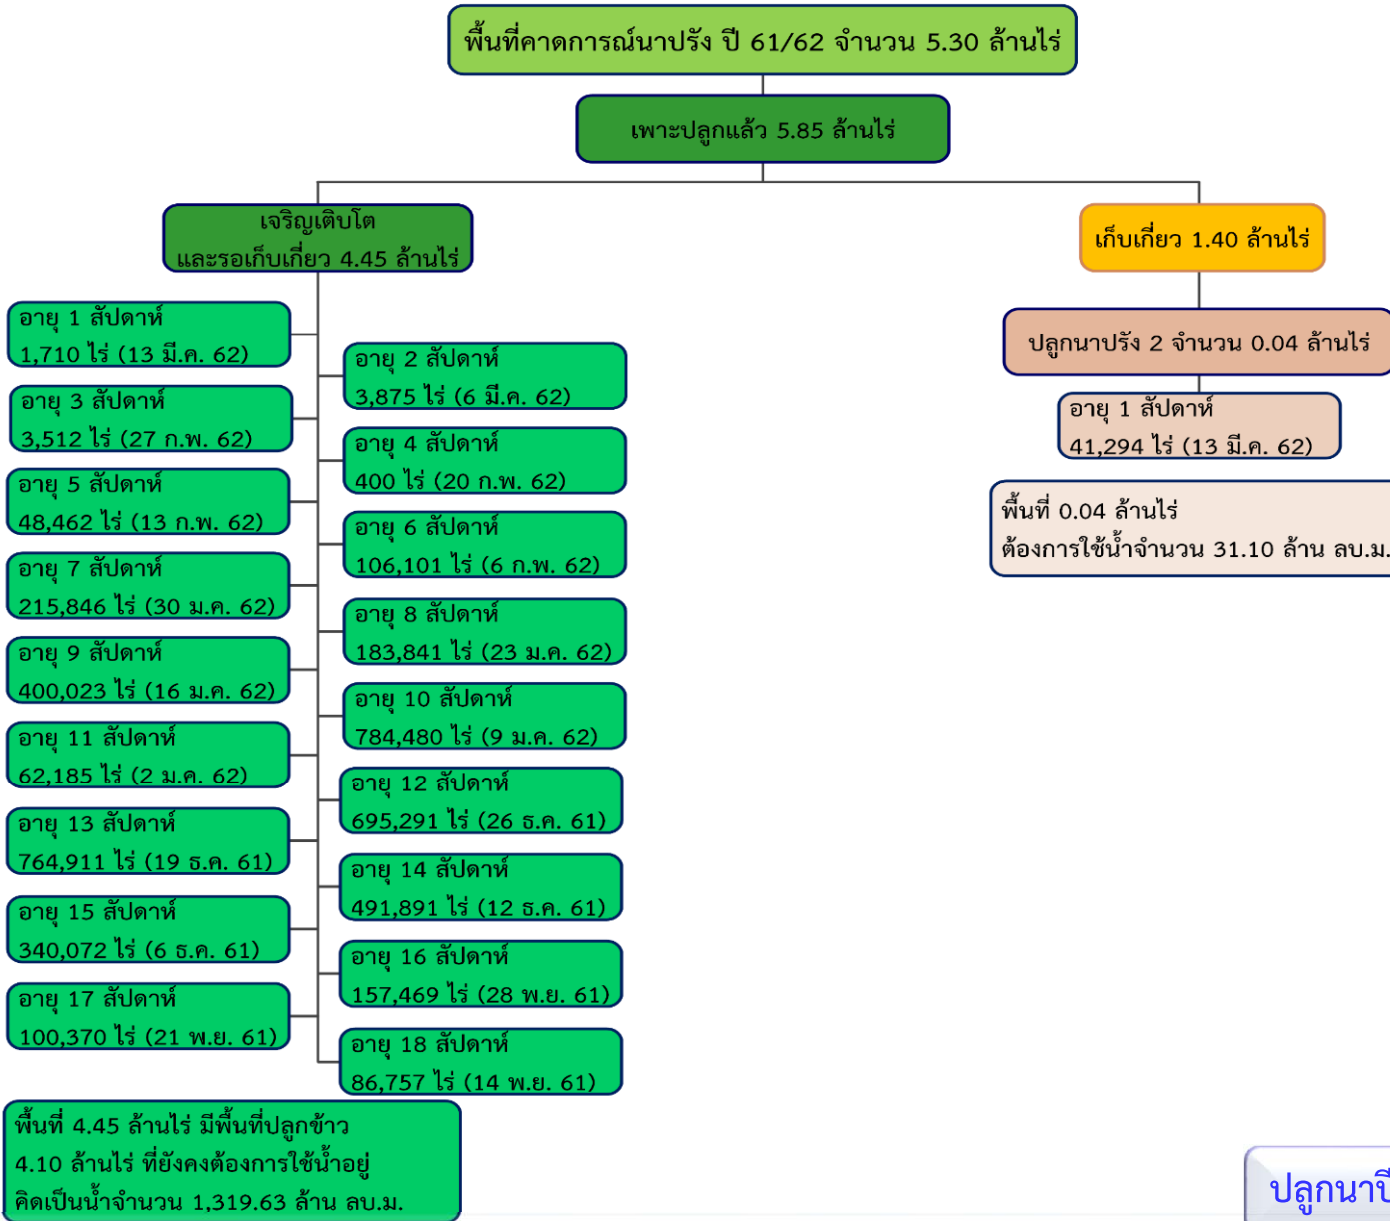 พื้นที่คาดการณ์นาปรัง ปี 61/62 จำนวน 5.30 ล้านไร่
เพาะปลูกแล้ว 5.85 ล้านไร่
เจริญเติบโต
และรอเก็บเกี่ยว 4.45 ล้านไร่
เก็บเกี่ยว 1.40 ล้านไร่
อายุ 1 สัปดาห์
1,710 ไร่ (13 มี.ค. 62)
อายุ 2 สัปดาห์
3,875 ไร่ (6 มี.ค. 62)
อายุ 3 สัปดาห์
3,512 ไร่ (27 ก.พ. 62)
อายุ 4 สัปดาห์
400 ไร่ (20 ก.พ. 62)
อายุ 5 สัปดาห์
48,462 ไร่ (13 ก.พ. 62)
อายุ 6 สัปดาห์
106,101 ไร่ (6 ก.พ. 62)
อายุ 7 สัปดาห์
215,846 ไร่ (30 ม.ค. 62)
อายุ 8 สัปดาห์
183,841 ไร่ (23 ม.ค. 62)
อายุ 9 สัปดาห์
400,023 ไร่ (16 ม.ค. 62)
อายุ 10 สัปดาห์
784,480 ไร่ (9 ม.ค. 62)
อายุ 11 สัปดาห์
62,185 ไร่ (2 ม.ค. 62)
อายุ 12 สัปดาห์
695,291 ไร่ (26 ธ.ค. 61)
อายุ 13 สัปดาห์
764,911 ไร่ (19 ธ.ค. 61)
อายุ 14 สัปดาห์
491,891 ไร่ (12 ธ.ค. 61)
อายุ 15 สัปดาห์
340,072 ไร่ (6 ธ.ค. 61)
อายุ 16 สัปดาห์
157,469 ไร่ (28 พ.ย. 61)
อายุ 17 สัปดาห์
100,370 ไร่ (21 พ.ย. 61)
อายุ 18 สัปดาห์
86,757 ไร่ (14 พ.ย. 61)
พื้นที่ 4.45 ล้านไร่ มีพื้นที่ปลูกข้าว
4.10 ล้านไร่ ที่ยังคงต้องการใช้น้ำอยู่
คิดเป็นน้ำจำนวน 1,319.63 ล้าน ลบ.ม.
ปลูกนาปรัง 2 จำนวน 0.04 ล้านไร่
อายุ 1 สัปดาห์
41,294 ไร่ (13 มี.ค. 62)
พื้นที่ 0.04 ล้านไร่
ต้องการใช้น้ำจำนวน 31.10 ล้าน ลบ.ม.
ปลูกนาปี